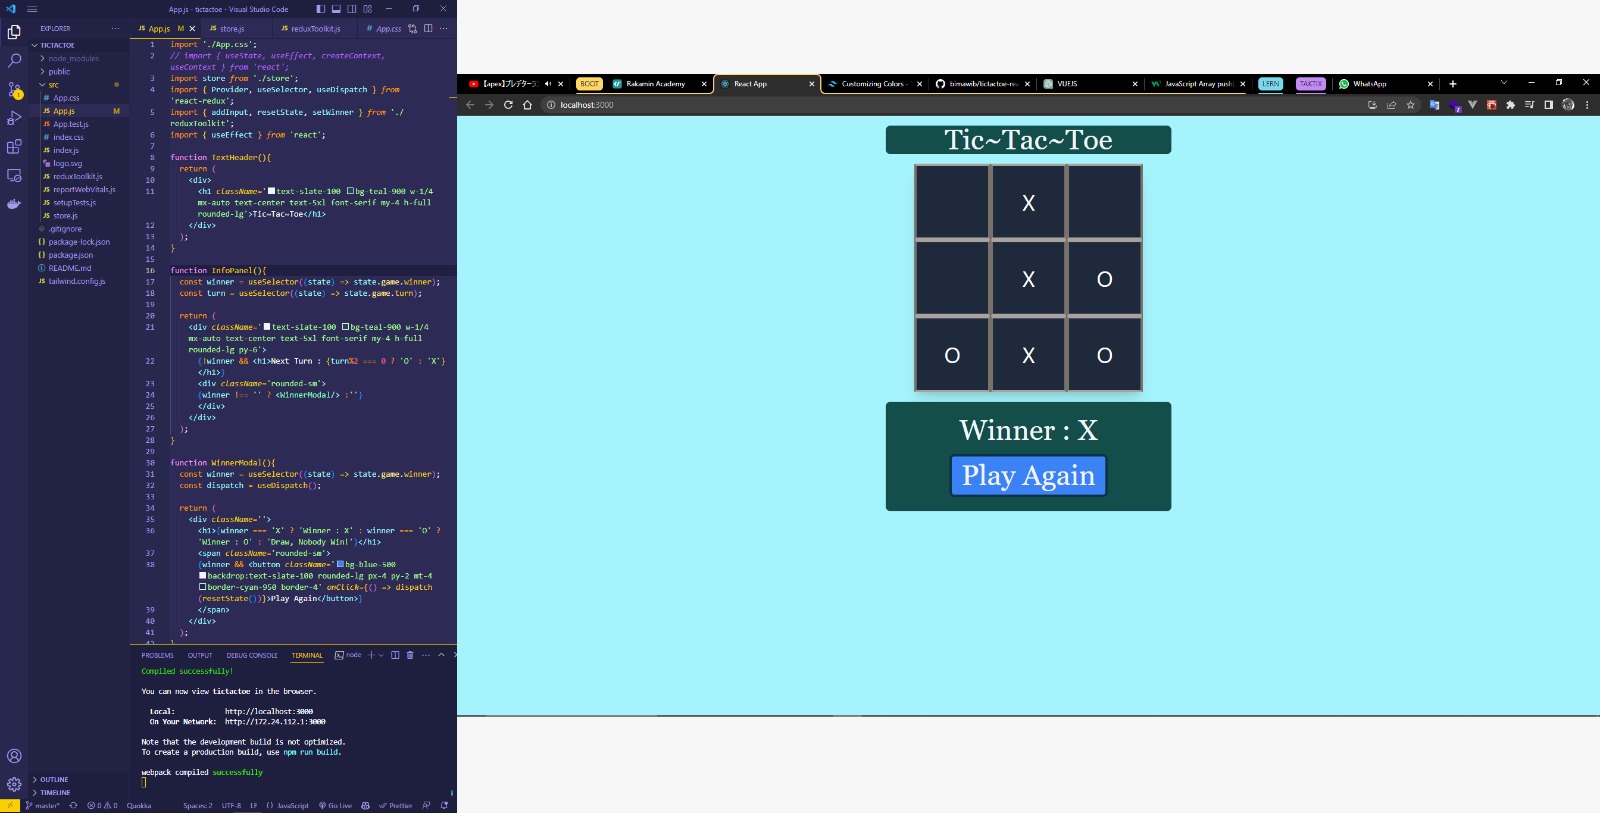 App.js - tictactoe - Visual Studio Code
EXPLORER
TICTACTOE
node_modules
public
src
App.css
App.js M
App.test.js
index.css
index.js
logo.svg
reduxToolkit.js
reportWebVitals.js
setupTests.js
store.js
.gitignore
package-lock.json
package.json
README.md
tailwind.config.js
OUTLINE
TIMELINE
App.js M
store.js
reduxToolkit.js
App.css
1 import './App.css';
2 // import { useState, useEffect, createContext,
useContext } from 'react';
3 import store from './store';
4 import { Provider, useSelector, useDispatch } from
'react-redux';
5 import { addInput, resetState, setWinner } from './
reduxToolkit';
6 import { useEffect } from 'react';
7
8 function TextHeader(){
9 return (
10 <div>
11 <h1 className='text-slate-100 bg-teal-900 w-1/4
mx-auto text-center text-5xl font-serif my-4 h-full
rounded-lg'>Tic~Tac~Toe</h1>
12 </div>
13 );
14 }
15
16 function InfoPanel(){
17 const winner = useSelector((state) => state.game.winner);
18 const turn = useSelector((state) => state.game.turn);
19
20 return (
21 <div className='text-slate-100 bg-teal-900 w-1/4
mx-auto text-center text-5xl font-serif my-4 h-full
rounded-lg py-6'>
22 {!winner && <h1>Next Turn : {turn%2 === 0 ? 'O' : 'X'}
</h1>}
23 <div className='rounded-sm'>
24 {winner !== '' ? <WinnerModal/> :''}
25 </div>
26 </div>
27 );
28 }
29
30 function WinnerModal(){
31 const winner = useSelector((state) => state.game.winner);
32 const dispatch = useDispatch();
33
34 return (
35 <div className=''>
36 <h1>{winner === 'X' ? 'Winner : X' : winner === 'O' ?
'Winner : O' : 'Draw, Nobody Win!'}</h1>
37 <span className='rounded-sm'>
38 {winner && <button className='bg-blue-500
backdrop:text-slate-100 rounded-lg px-4 py-2 mt-4
border-cyan-950 border-4' onClick={() => dispatch
(resetState())}>Play Again</button>}
39 </span>
40 </div>
41 );
42 }
PROBLEMS OUTPUT DEBUG CONSOLE TERMINAL node
Compiled successfully!
You can now view tictactoe in the browser.
Local: http://localhost:3000
On Your Network: http://172.24.112.1:3000
Note that the development build is not optimized.
To create a production build, use npm run build.
webpack compiled successfully
master* 0 0 Quokka Spaces: 2 UTF-8 LF JavaScript Go Live Prettier
【apex】プレデター BOOT Rakamin Academy React App Customizing Colors - bimawib/tictactoe-re VUEJS JavaScript Array push( LERN TAKTIX WhatsApp
localhost:3000
Tic~Tac~Toe
X
X O
O X O
Winner : X
Play Again